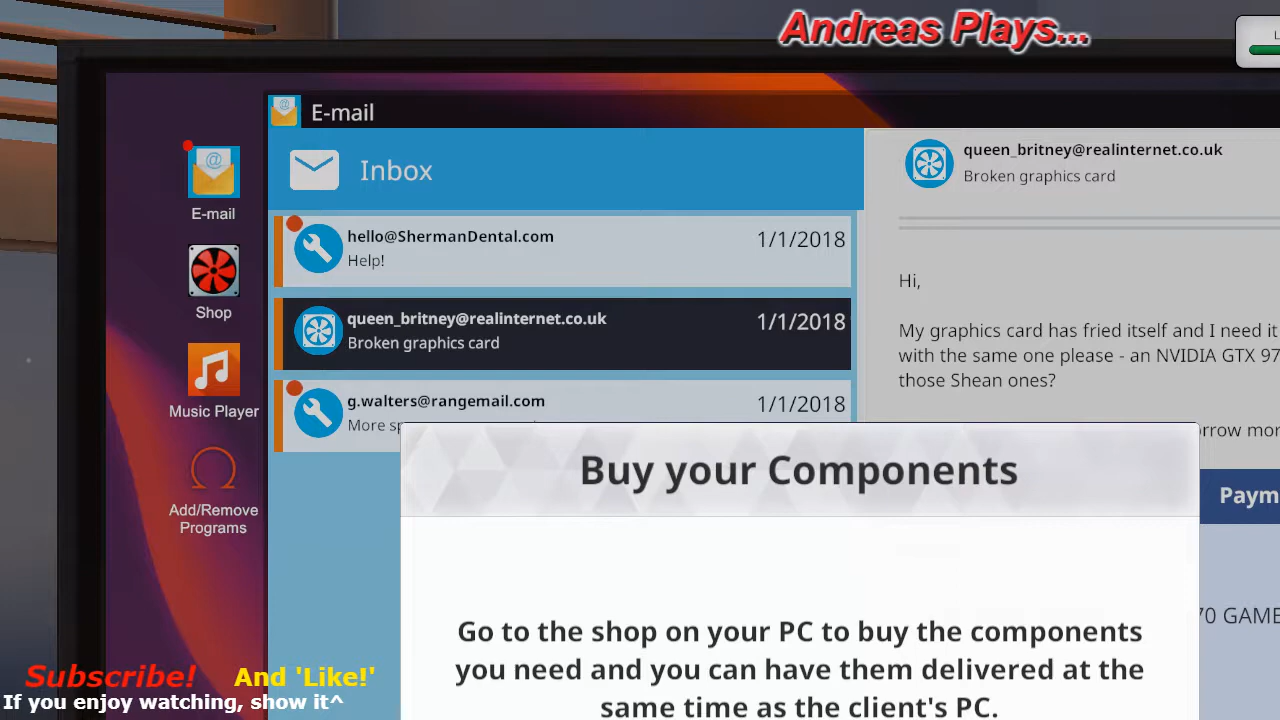 Andreas Plays...
E-mail
Inbox
E-mail
Shop
Music Player
Add/Remove
Programs
hello@ShermanDental.com
1/1/2018
Help!
queen_britney@realinternet.co.uk
1/1/2018
Broken graphics card
g.walters@rangemail.com
1/1/2018
queen_britney@realinternet.co.uk
Broken graphics card
Hi,
My graphics card has fried itself and I need it
with the same one please - an NVIDIA GTX 97
those Shean ones?
Buy your Components
Go to the shop on your PC to buy the components
you need and you can have them delivered at the
same time as the client's PC.
Subscribe! And 'Like!'
If you enjoy watching, show it^